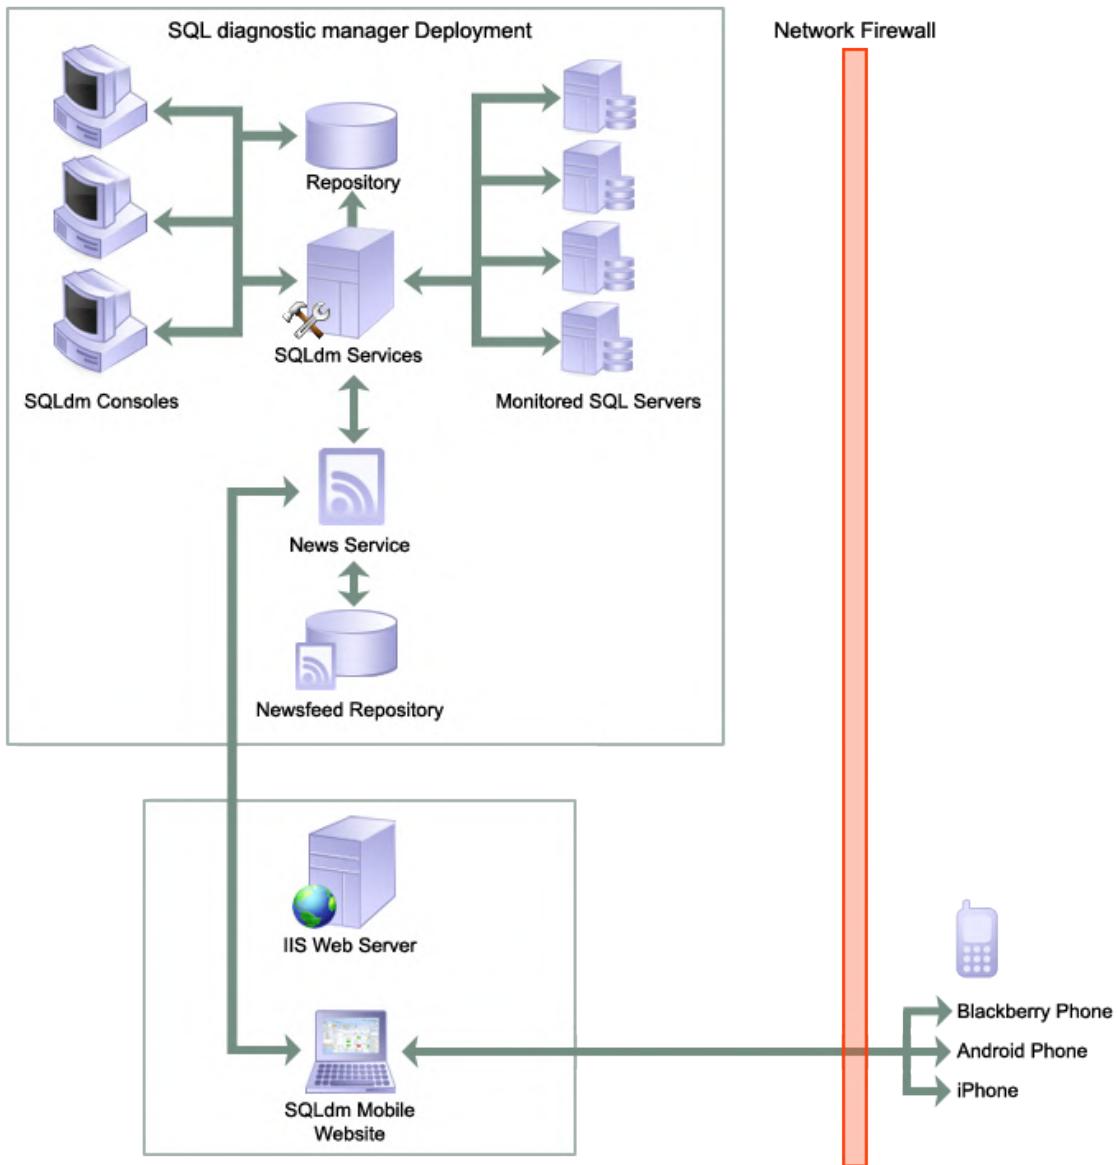 SQL diagnostic manager Deployment
Network Firewall
Repository
SQLdm Services
SQLdm Consoles
Monitored SQL Servers
News Service
Newsfeed Repository
IIS Web Server
Blackberry Phone
Android Phone
iPhone
SQLdm Mobile
Website